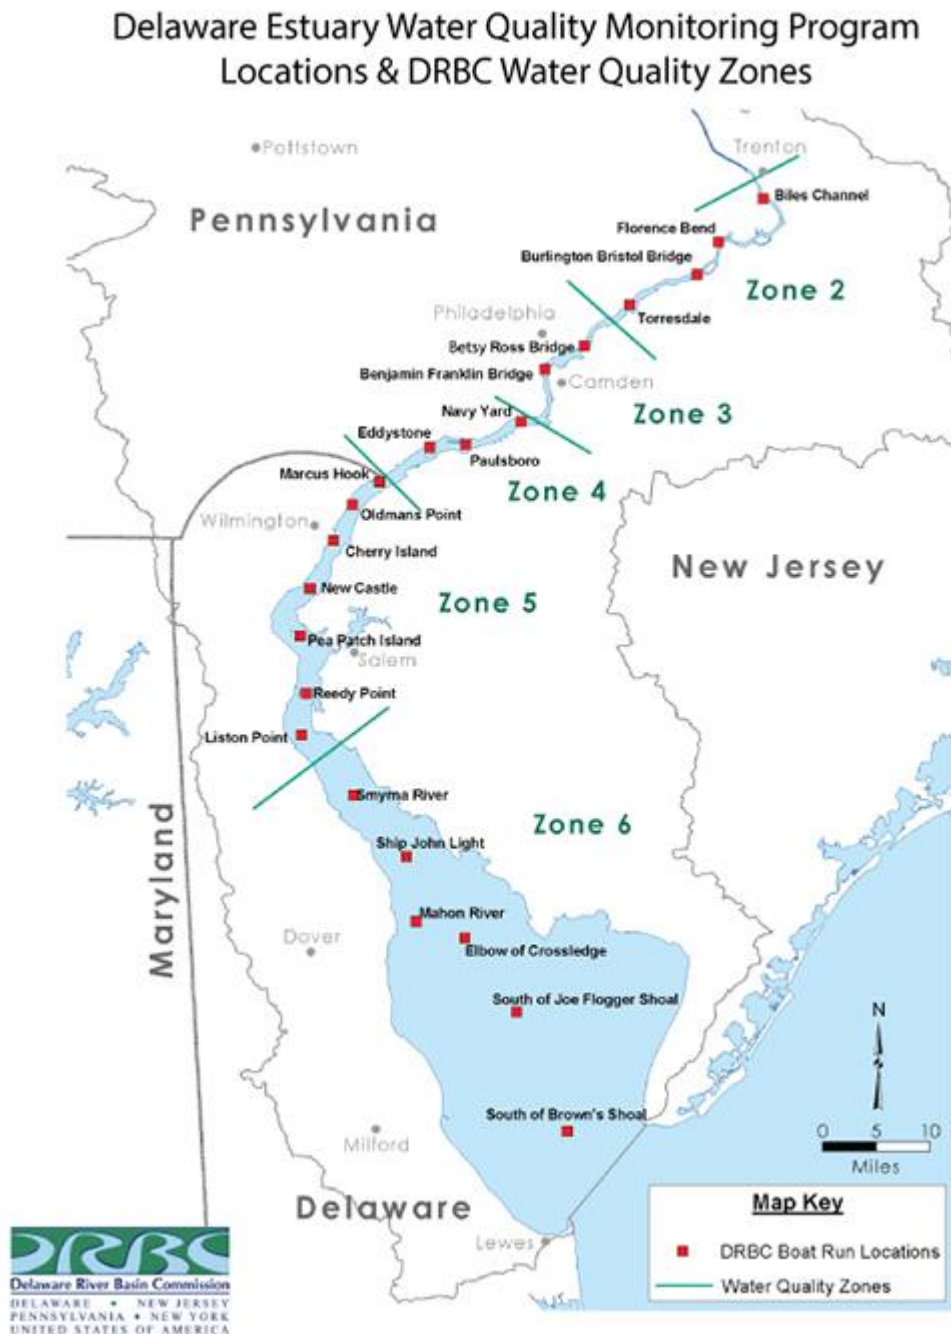 Delaware Estuary Water Quality Monitoring Program
Locations & DRBC Water Quality Zones
Pottstown
Trenton
Biles Channel
Pennsylvania
Florence Bend
Burlington Bristol Bridge
Zone 2
Philadelphia
Torresdale
Betsy Ross Bridge
Benjamin Franklin Bridge
Camden
Navy Yard
Zone 3
Eddystone
Paulsboro
Marcus Hook
Zone 4
Oldmans Point
Wilmington
Cherry Island
New Jersey
New Castle
Zone 5
Pea Patch Island
Salem
Reedy Point
Liston Point
Smyrna River
Zone 6
Ship John Light
Maryland
Mahon River
Dover
Elbow of Crossledge
South of Joe Flogger Shoal
N
South of Brown's Shoal
Milford
0 5 10
Miles
Delaware
Lewes
Map Key
DRBC Boat Run Locations
Water Quality Zones
DRBC
Delaware River Basin Commission
DELAWARE • NEW JERSEY
PENNSYLVANIA • NEW YORK
UNITED STATES OF AMERICA